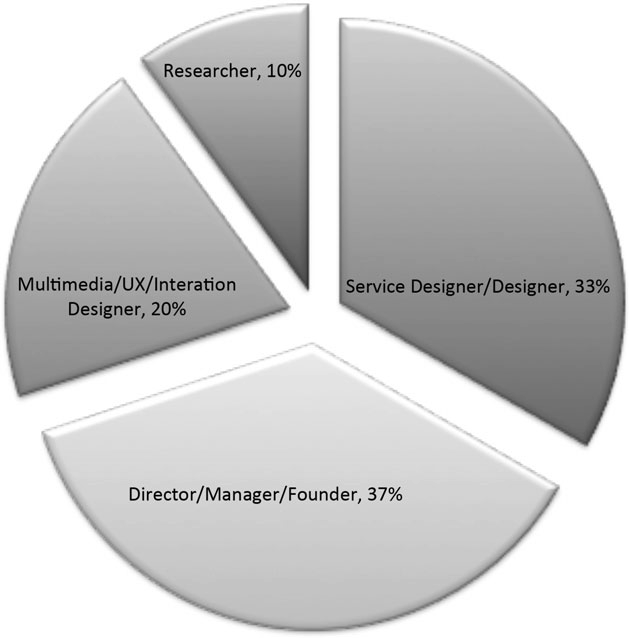 Researcher, 10%
Multimedia/UX/Interation
Designer, 20%
Service Designer/Designer, 33%
Director/Manager/Founder, 37%